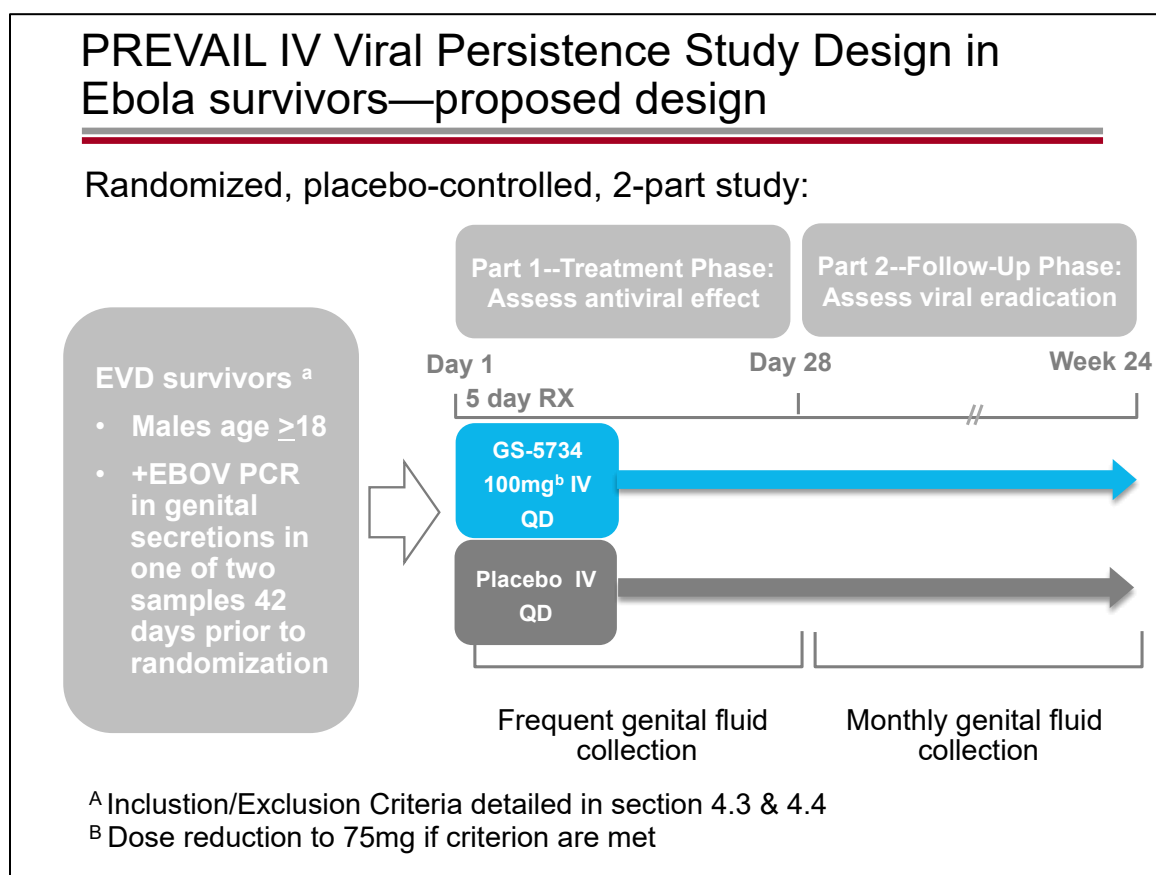 PREVAIL IV Viral Persistence Study Design in
Ebola survivors—proposed design
Randomized, placebo-controlled, 2-part study:
Part 1--Treatment Phase:
Assess antiviral effect
Part 2--Follow-Up Phase:
Assess viral eradication
EVD survivors a
• Males age ≥18
• +EBOV PCR
in genital
secretions in
one of two
samples 42
days prior to
randomization
Day 1
Day 28
Week 24
5 day RX
GS-5734
100mgb IV
QD
Placebo IV
QD
Frequent genital fluid
collection
Monthly genital fluid
collection
A Inclustion/Exclusion Criteria detailed in section 4.3 & 4.4
B Dose reduction to 75mg if criterion are met